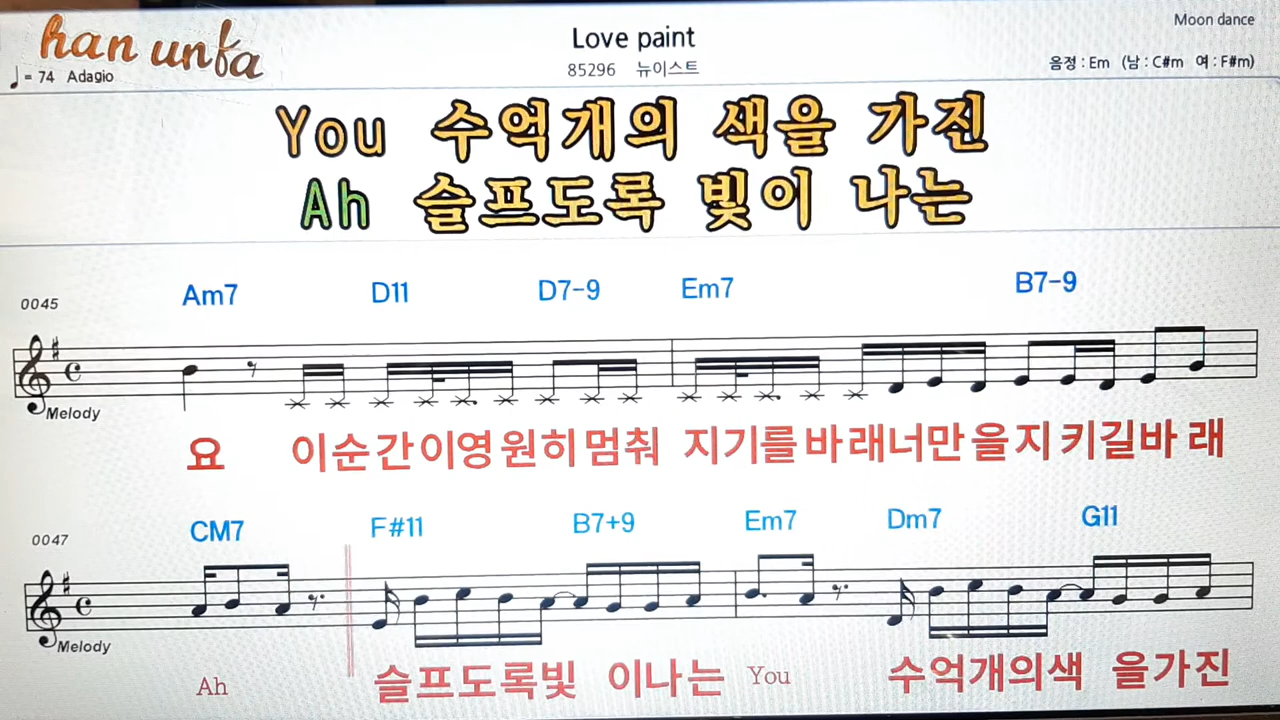 han unfa
Love paint
Moon dance
♩= 74 Adagio
85296 뉴이스트
음정 : Em (남 : C#m 여 : F#m)
You 수억개의 색을 가진
Ah 슬프도록 빛이 나는
0045 Am7 D11 D7-9 Em7 B7-9
Melody
요 이순간이영원히멈춰 지기를바래너만을지키길바래
0047 CM7 F#11 B7+9 Em7 Dm7 G11
Melody
Ah 슬프도록빛 이나는 You 수억개의색 을가진